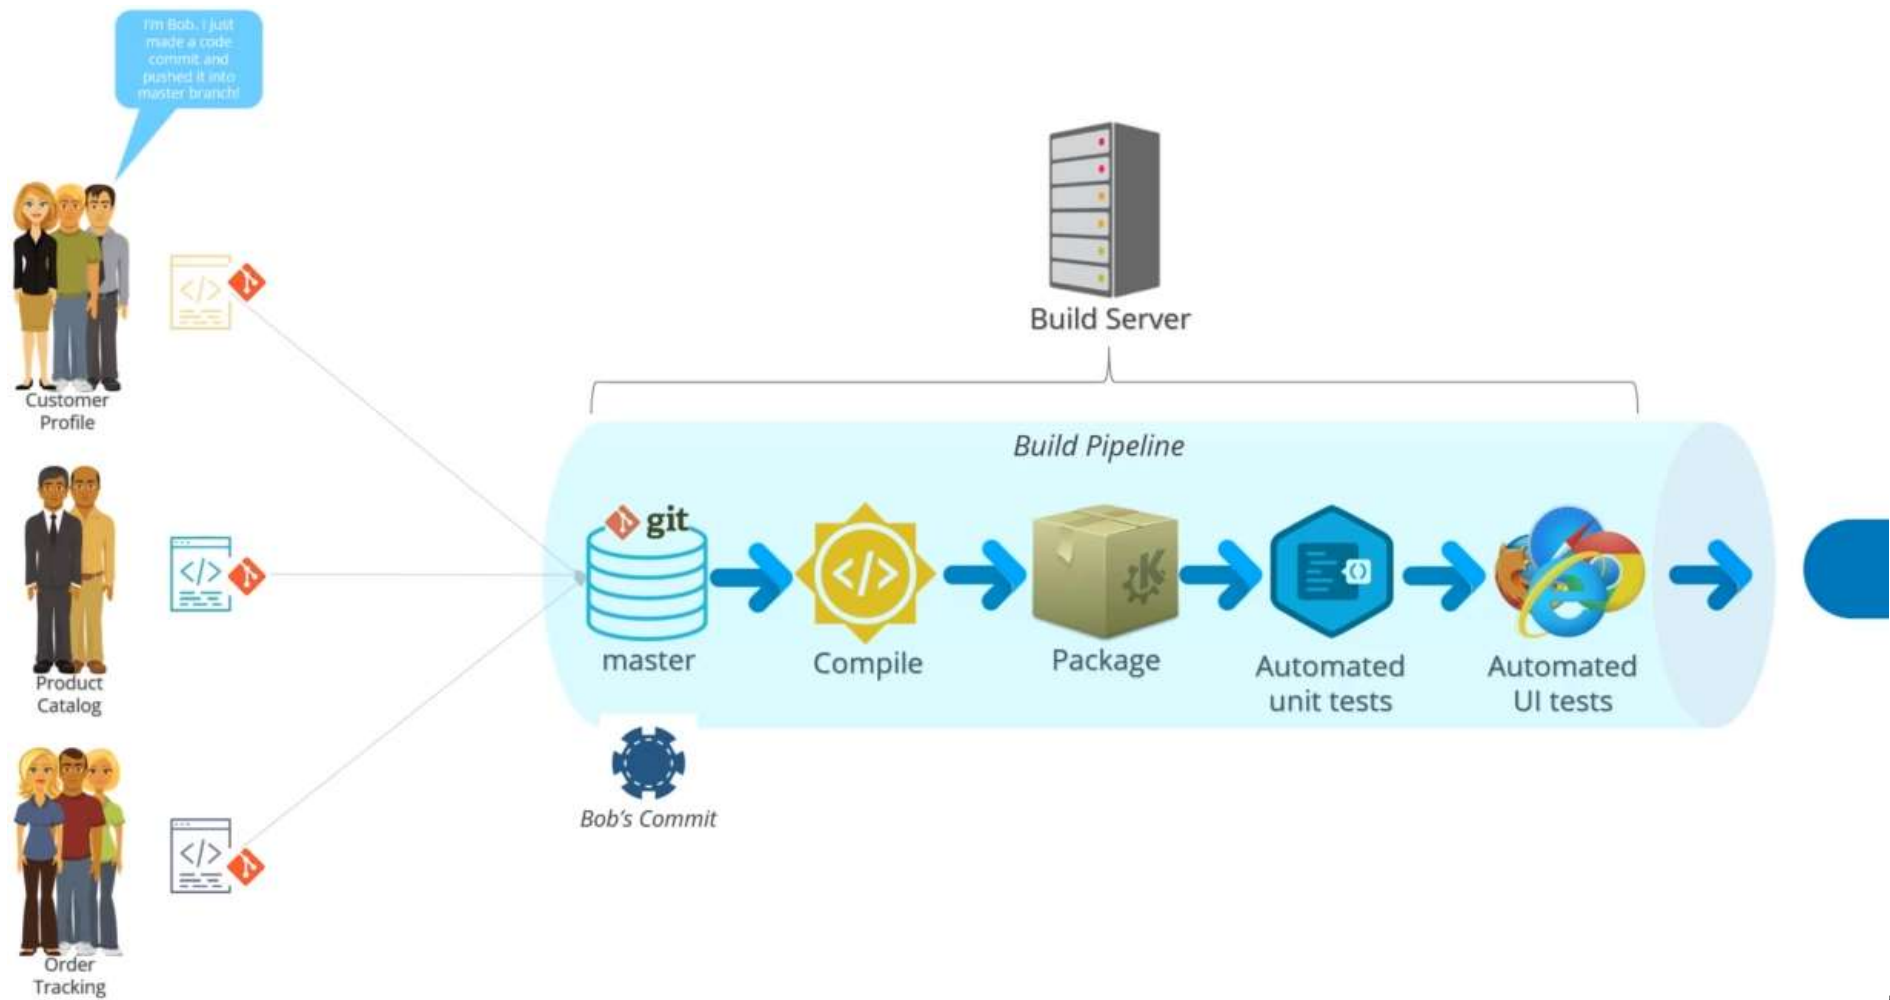 I'm Bob. I just
made a code
commit and
pushed it into
master branch!
Customer
Profile
Product
Catalog
Order
Tracking
Build Server
Build Pipeline
git
master
Compile
K
Package
Automated
unit tests
Automated
UI tests
Bob's Commit